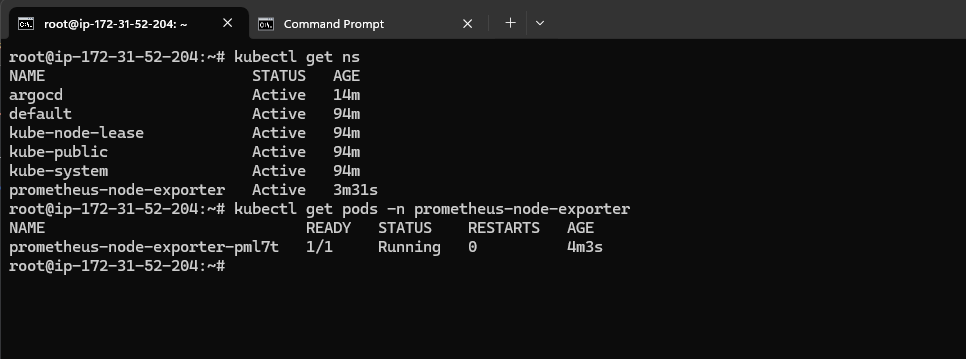 root@ip-172-31-52-204: ~ Command Prompt
root@ip-172-31-52-204:~# kubectl get ns
NAME STATUS AGE
argocd Active 14m
default Active 94m
kube-node-lease Active 94m
kube-public Active 94m
kube-system Active 94m
prometheus-node-exporter Active 3m31s
root@ip-172-31-52-204:~# kubectl get pods -n prometheus-node-exporter
NAME READY STATUS RESTARTS AGE
prometheus-node-exporter-pml7t 1/1 Running 0 4m3s
root@ip-172-31-52-204:~#